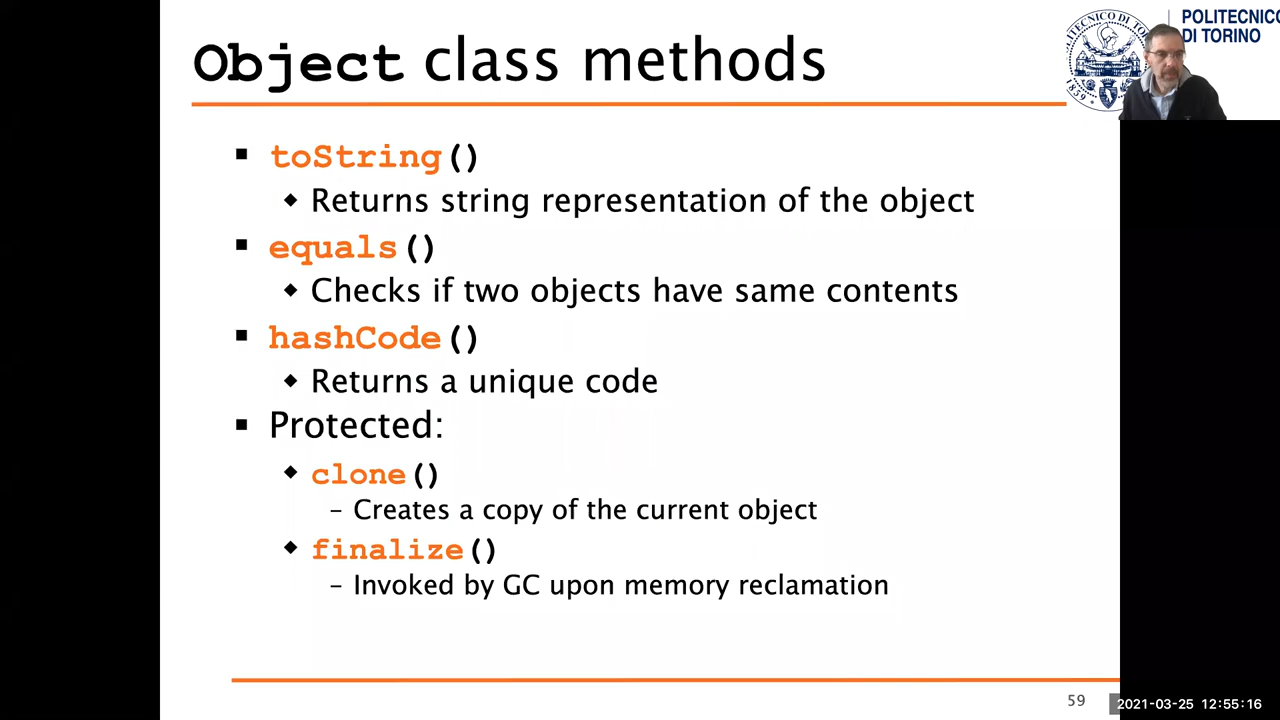 Object class methods
POLITECNICO
DI TORINO
▪ toString()
◆ Returns string representation of the object
▪ equals()
◆ Checks if two objects have same contents
▪ hashCode()
◆ Returns a unique code
▪ Protected:
◆ clone()
– Creates a copy of the current object
◆ finalize()
– Invoked by GC upon memory reclamation
59
2021-03-25 12:55:16